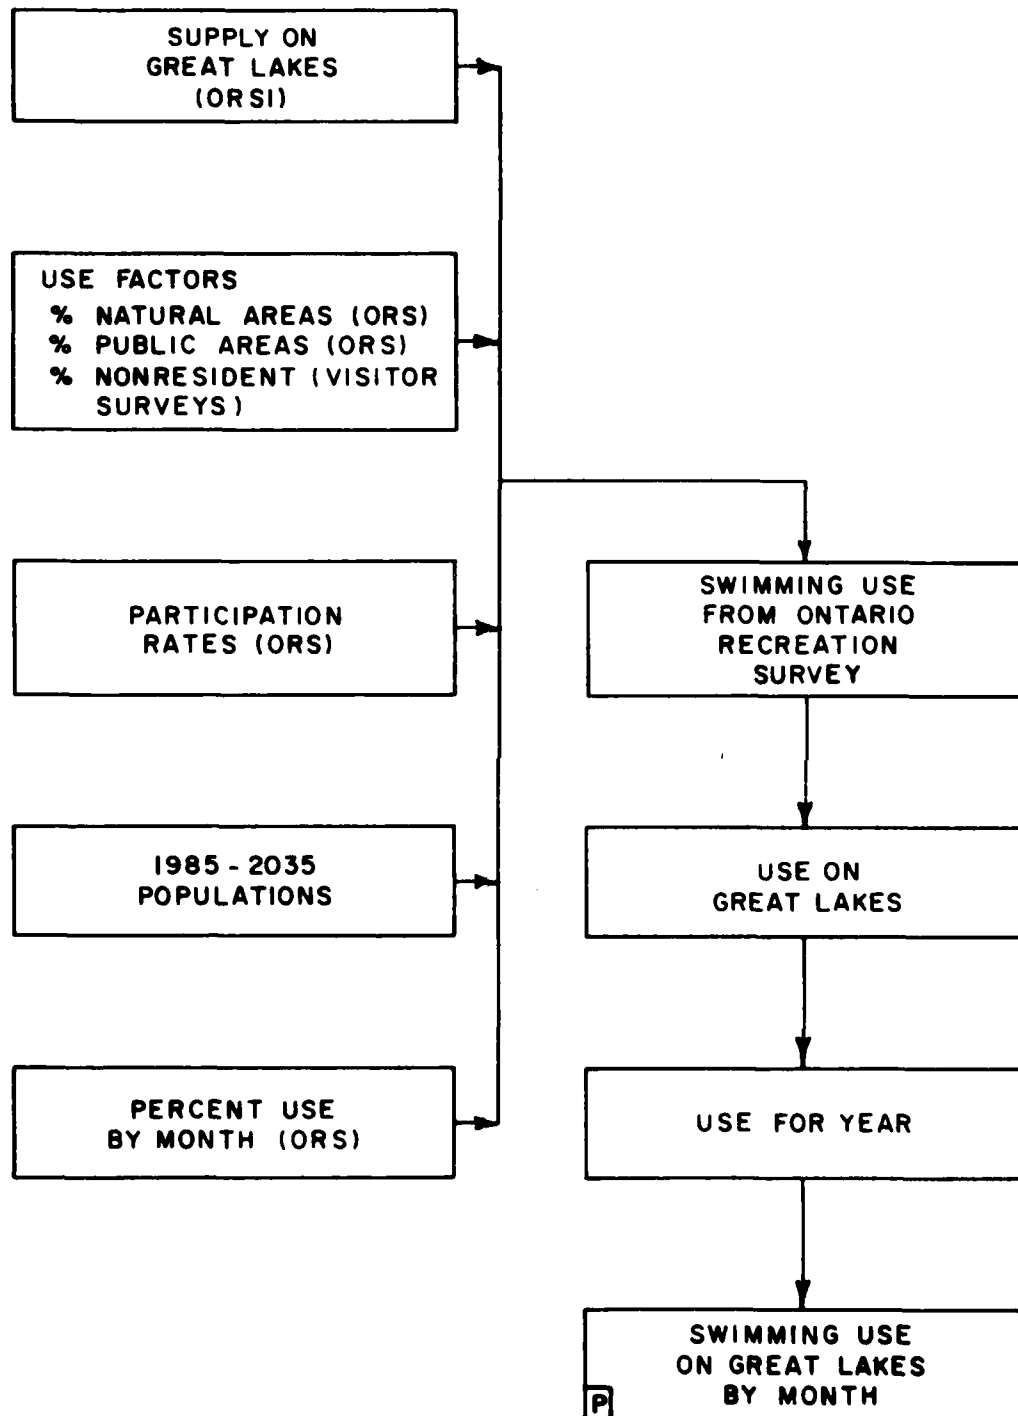 SUPPLY ON
GREAT LAKES
(ORSI)
USE FACTORS
% NATURAL AREAS (ORS)
% PUBLIC AREAS (ORS)
% NONRESIDENT (VISITOR
SURVEYS)
PARTICIPATION
RATES (ORS)
1985-2035
POPULATIONS
PERCENT USE
BY MONTH (ORS)
SWIMMING USE
FROM ONTARIO
RECREATION
SURVEY
USE ON
GREAT LAKES
USE FOR YEAR
SWIMMING USE
ON GREAT LAKES
BY MONTH
P